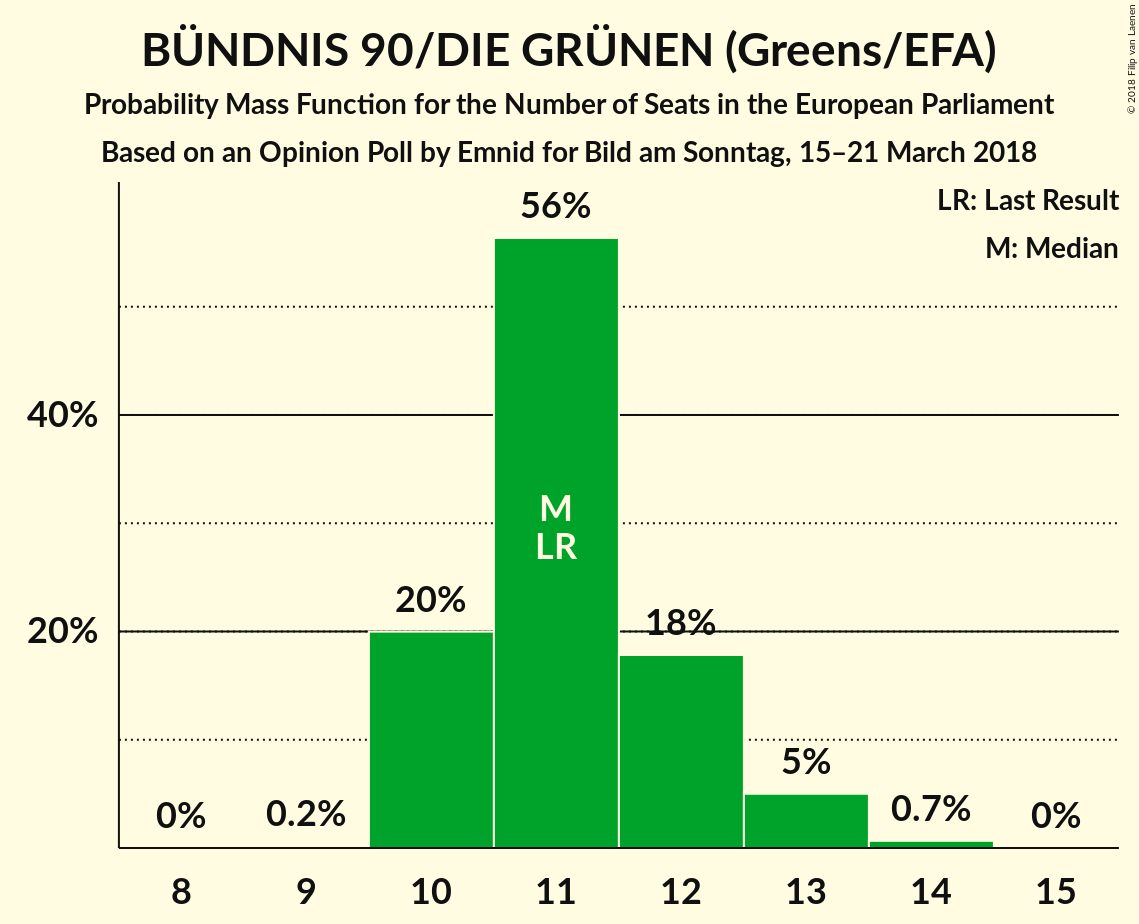 BÜNDNIS 90/DIE GRÜNEN (Greens/EFA)
Probability Mass Function for the Number of Seats in the European Parliament
Based on an Opinion Poll by Emnid for Bild am Sonntag, 15–21 March 2018
© 2018 Filip van Laenen
LR: Last Result
M: Median
56%
40%
M
LR
20%
20%
18%
5%
0%
0.2%
0.7%
0%
8 9 10 11 12 13 14 15